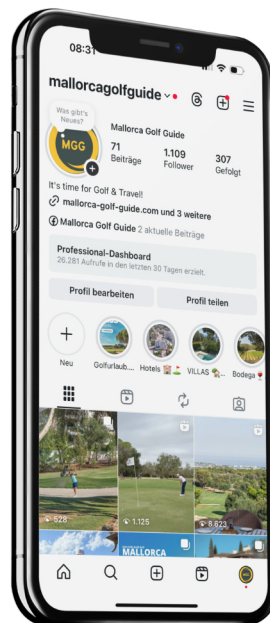 08:31
mallorcagolfguide
Was gibt's
Neues?
MGG
Mallorca Golf Guide
71
Beiträge
1.109
Follower
307
Gefolgt
It's time for Golf & Travel!
mallorca-golf-guide.com und 3 weitere
Mallorca Golf Guide 2 aktuelle Beiträge
Professional-Dashboard
26.281 Aufrufe in den letzten 30 Tagen erzielt.
Profil bearbeiten
Profil teilen
Neu
Golfurlaub....
Hotels
VILLAS
Bodega
528
1.125
8.623
MALLORCA